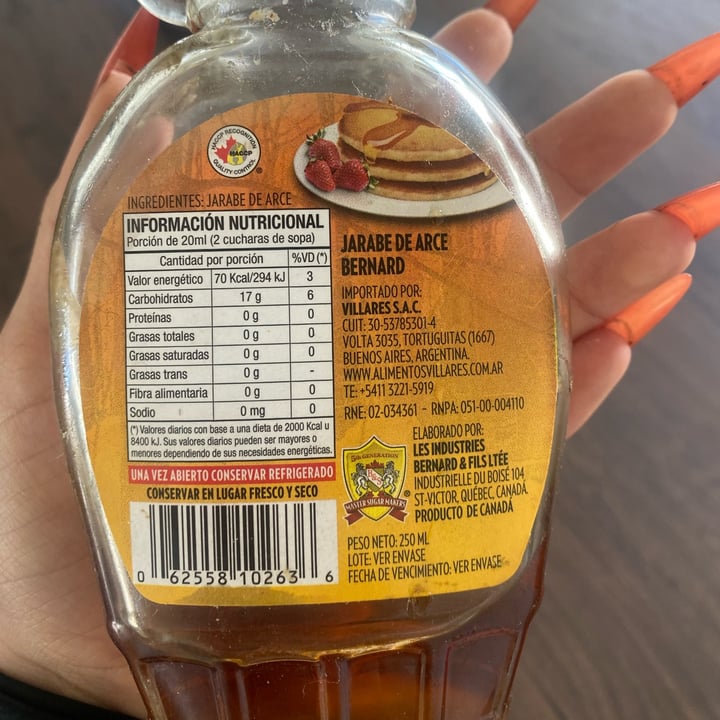 HACCP RECOGNITION
HACCP
QUALITY CONTROL
INGREDIENTES: JARABE DE ARCE
INFORMACIÓN NUTRICIONAL
Porción de 20ml (2 cucharas de sopa)
Cantidad por porción %VD (*)
Valor energético 70 Kcal/294 kJ 3
Carbohidratos 17 g 6
Proteínas 0 g 0
Grasas totales 0 g 0
Grasas saturadas 0 g 0
Grasas trans 0 g -
Fibra alimentaria 0 g 0
Sodio 0 mg 0
(*) Valores diarios con base a una dieta de 2000 Kcal u
8400 kJ. Sus valores diarios pueden ser mayores o
menores dependiendo de sus necesidades energéticas.
UNA VEZ ABIERTO CONSERVAR REFRIGERADO
CONSERVAR EN LUGAR FRESCO Y SECO
0 62558 10263 6
JARABE DE ARCE
BERNARD
IMPORTADO POR:
VILLARES S.A.C.
CUIT: 30-53785301-4
VOLTA 3035, TORTUGUITAS (1667)
BUENOS AIRES, ARGENTINA.
WWW.ALIMENTOSVILLARES.COM.AR
TE: +5411 3221-5919
RNE: 02-034361 - RNPA: 051-00-004110
5th GENERATION
MASTER SUGAR MAKERS
®
ELABORADO POR:
LES INDUSTRIES
BERNARD & FILS LTÉE
INDUSTRIELLE DU BOISÉ 104,
ST-VICTOR, QUÉBEC, CANADÁ.
PRODUCTO DE CANADÁ
PESO NETO: 250 ML
LOTE: VER ENVASE
FECHA DE VENCIMIENTO: VER ENVASE